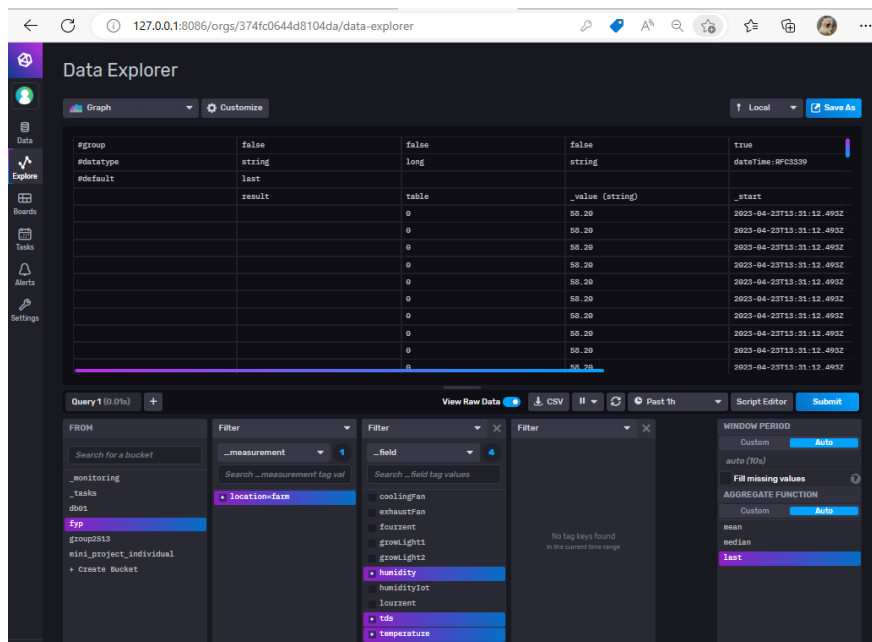 127.0.0.1:8086/orgs/374fc0644d8104da/data-explorer
Data Explorer
Graph Customize Local Save As
Data
Explore
Boards
Tasks
Alerts
Settings
#group false false false true
#datatype string long string dateTime:RFC3339
#default last
result table _value (string) _start
0 58.20 2023-04-23T13:31:12.493Z
0 58.20 2023-04-23T13:31:12.493Z
0 58.20 2023-04-23T13:31:12.493Z
0 58.20 2023-04-23T13:31:12.493Z
0 58.20 2023-04-23T13:31:12.493Z
0 58.20 2023-04-23T13:31:12.493Z
0 58.20 2023-04-23T13:31:12.493Z
0 58.20 2023-04-23T13:31:12.493Z
0 58.20 2023-04-23T13:31:12.493Z
0 58.20 2023-04-23T13:31:12.493Z
Query 1 (0.01s) + View Raw Data CSV Past 1h Script Editor Submit
FROM
Search for a bucket
_monitoring
_tasks
db01
fyp
group2513
mini_project_individual
+ Create Bucket
Filter
_measurement 1
Search _measurement tag val
location=farm
Filter
_field 4
Search _field tag values
coolingFan
exhaustFan
fcurrent
growLight1
growLight2
humidity
humidityIot
lcurrent
tds
temperature
Filter
No tag keys found
in the current time range
WINDOW PERIOD
Custom Auto
auto (10s)
Fill missing values ?
AGGREGATE FUNCTION
Custom Auto
mean
median
last